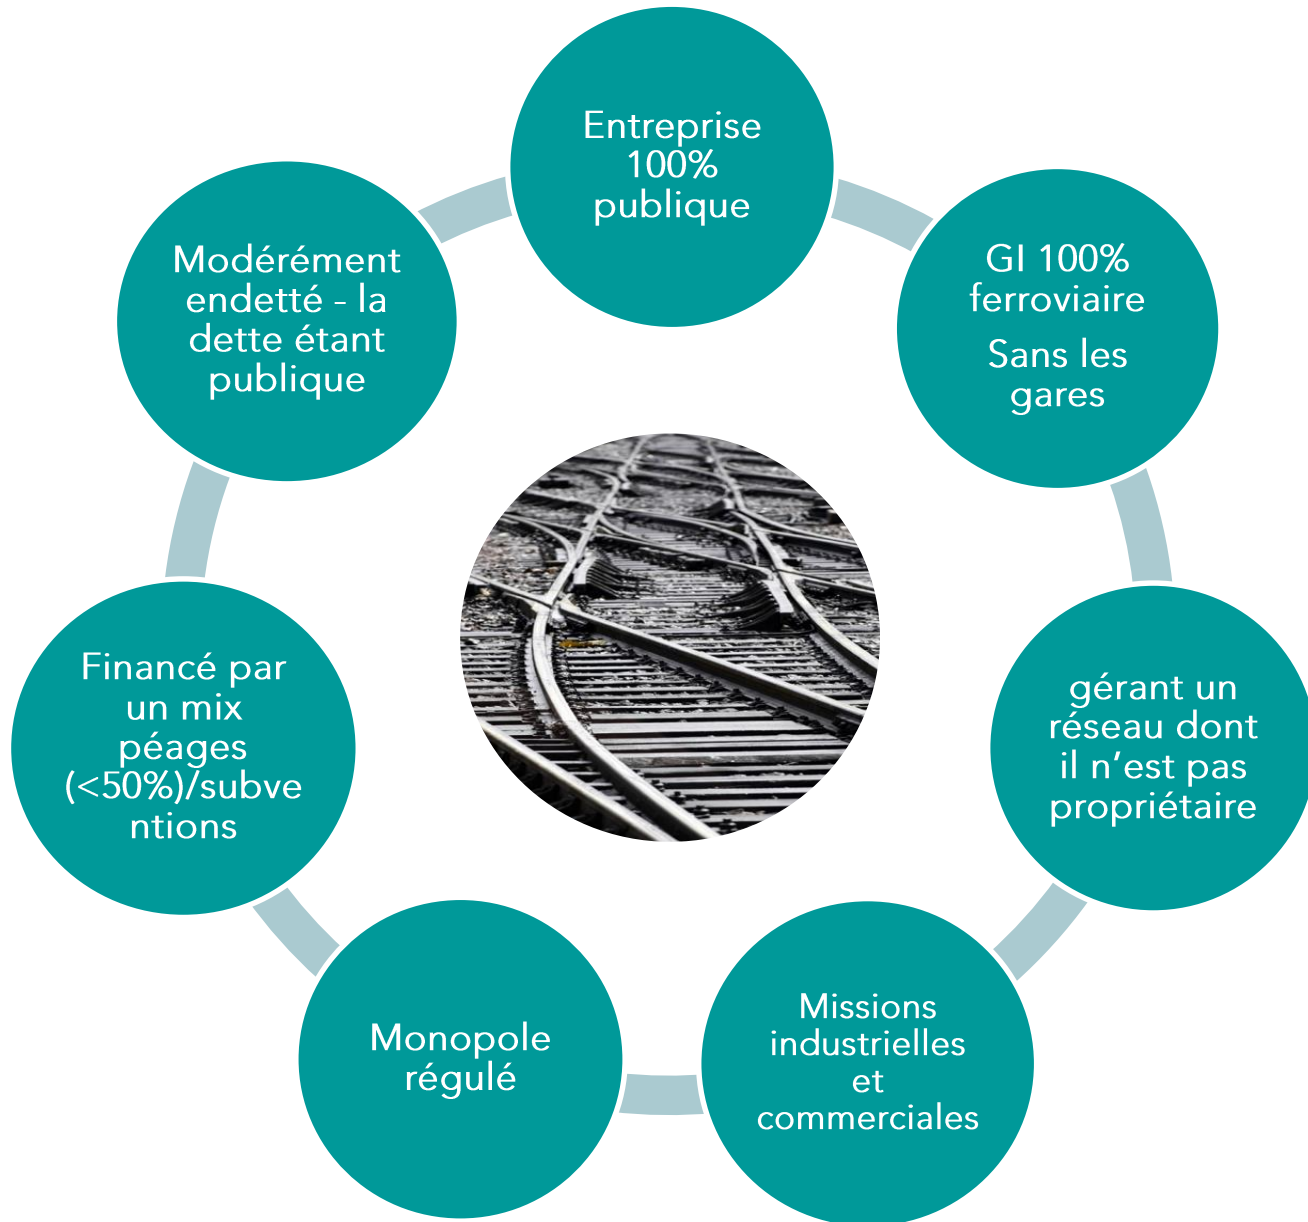 Entreprise
100%
publique
GI 100%
ferroviaire
Sans les
gares
gérant un
réseau dont
il n’est pas
propriétaire
Missions
industrielles
et
commerciales
Monopole
régulé
Financé par
un mix
péages
(<50%)/subve
ntions
Modérément
endetté - la
dette étant
publique